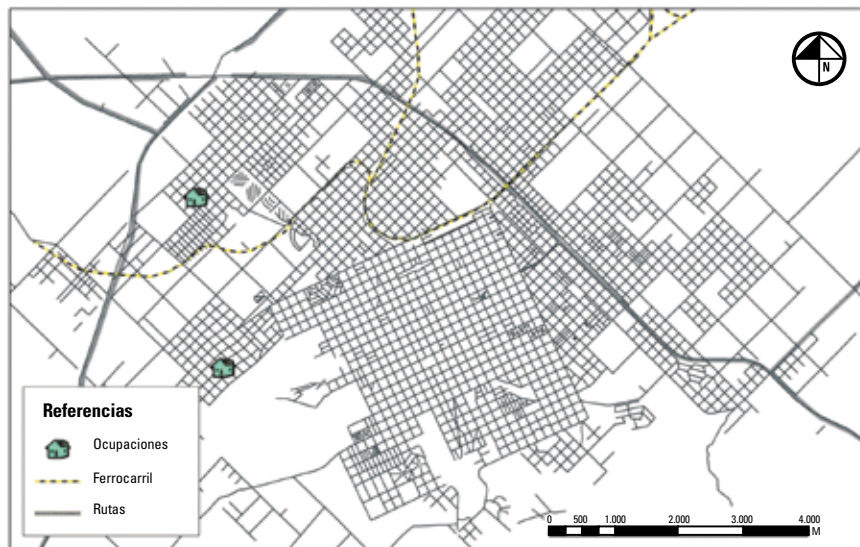 N
Referencias
Ocupaciones
Ferrocarril
Rutas
0 500 1.000 2.000 3.000 4.000
M